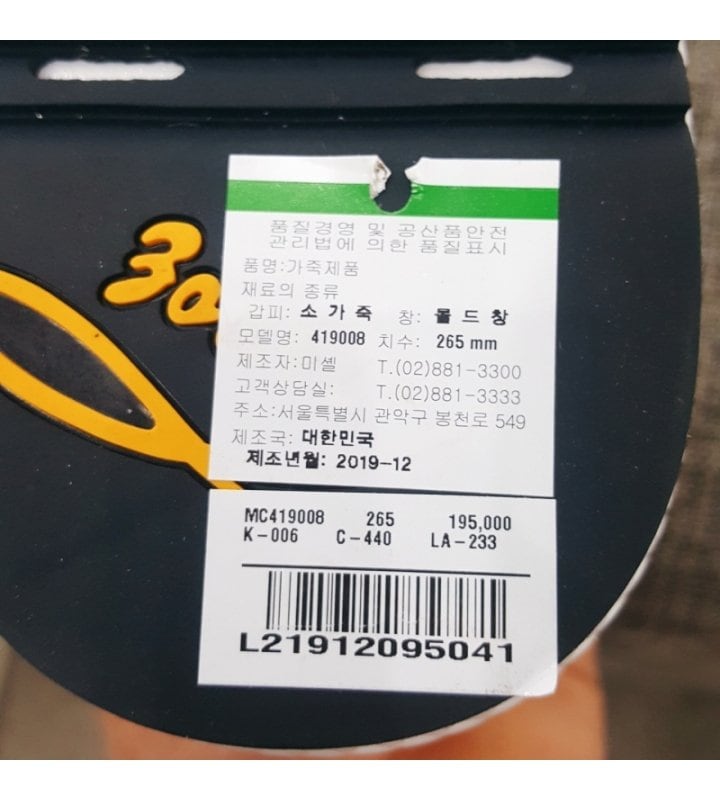 품질경영 및 공산품안전
관리법에 의한 품질표시
품명:가죽제품
재료의 종류
갑피: 소가죽 창: 몰드창
모델명: 419008 치수: 265 mm
제조자:미셸 T.(02)881-3300
고객상담실: T.(02)881-3333
주소:서울특별시 관악구 봉천로 549
제조국: 대한민국
제조년월: 2019-12
MC419008 265 195,000
K-006 C-440 LA-233
L21912095041